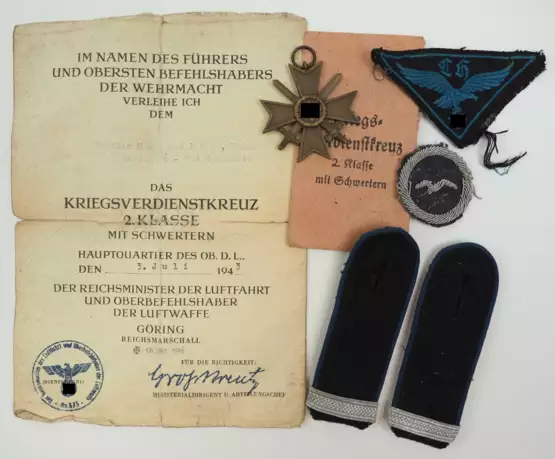 IM NAMEN DES FÜHRERS
UND OBERSTEN BEFEHLSHABERS
DER WEHRMACHT
VERLEIHE ICH
DEM
DAS
KRIEGSVERDIENSTKREUZ
2. KLASSE
MIT SCHWERTERN
HAUPTQUARTIER DES OB. D. L.,
DEN 3. Juli 1943
DER REICHSMINISTER DER LUFTFAHRT
UND OBERBEFEHLSHABER
DER LUFTWAFFE
GÖRING
REICHSMARSCHALL
FÜR DIE RICHTIGKEIT:
MINISTERIALDIRIGENT U. ABTEILUNGSCHEF
2. Klasse
mit Schwertern